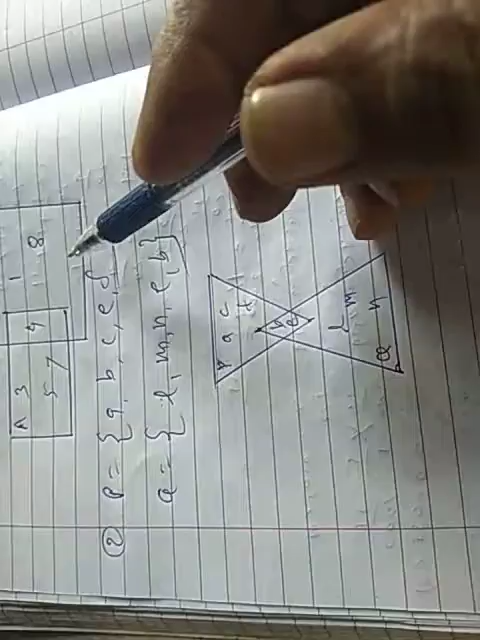 A 3 4 1
5 7 8
② P = {a, b, c, e, f
Q = {l, m, n, e, b}
P a c f
b e
l m
Q n